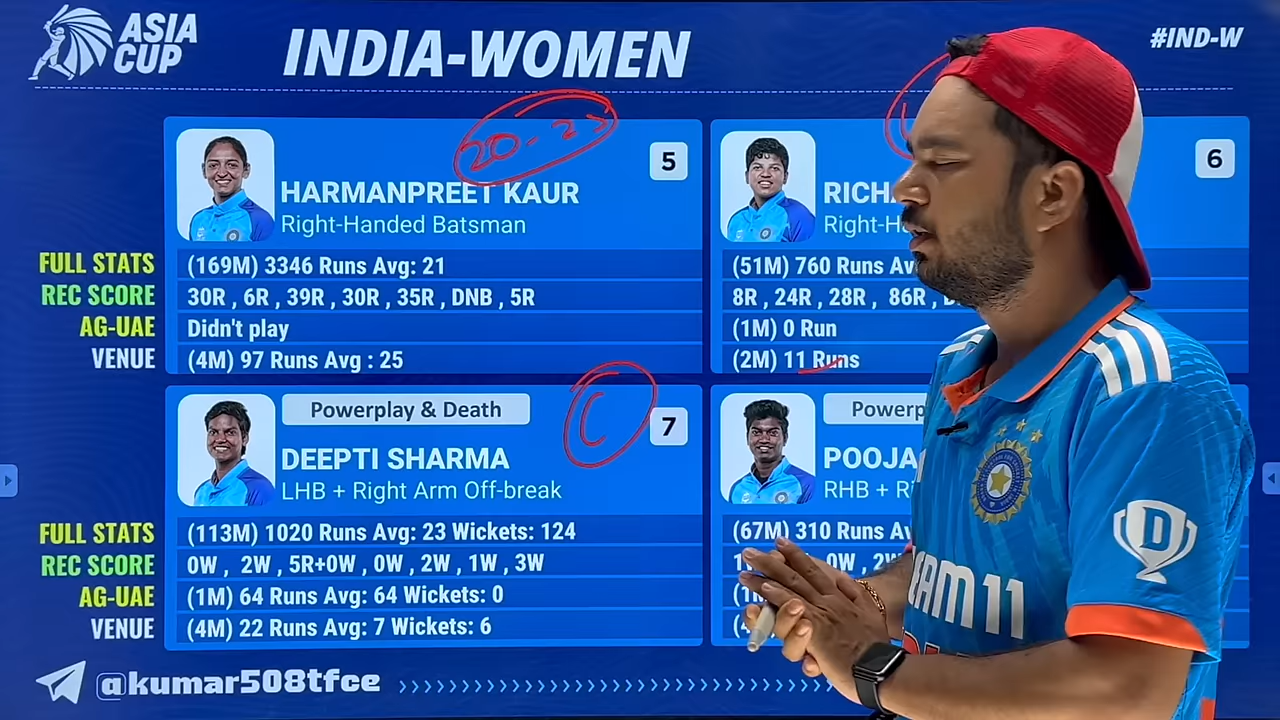 ASIA
CUP
INDIA-WOMEN
#IND-W
20-25
5
HARMANPREET KAUR
Right-Handed Batsman
FULL STATS
(169M) 3346 Runs Avg: 21
REC SCORE
30R , 6R , 39R , 30R , 35R , DNB , 5R
AG-UAE
Didn't play
VENUE
(4M) 97 Runs Avg : 25
6
(51M) 760 Runs
8R , 24R , 28R , 86R ,
(1M) 0 Run
(2M) 11 Runs
Powerplay & Death
C
7
DEEPTI SHARMA
LHB + Right Arm Off-break
FULL STATS
(113M) 1020 Runs Avg: 23 Wickets: 124
REC SCORE
0W , 2W , 5R+0W , 0W , 2W , 1W , 3W
AG-UAE
(1M) 64 Runs Avg: 64 Wickets: 0
VENUE
(4M) 22 Runs Avg: 7 Wickets: 6
POOJA
RHB +
(67M) 310 Runs
0W ,
D
@kumar508tfce